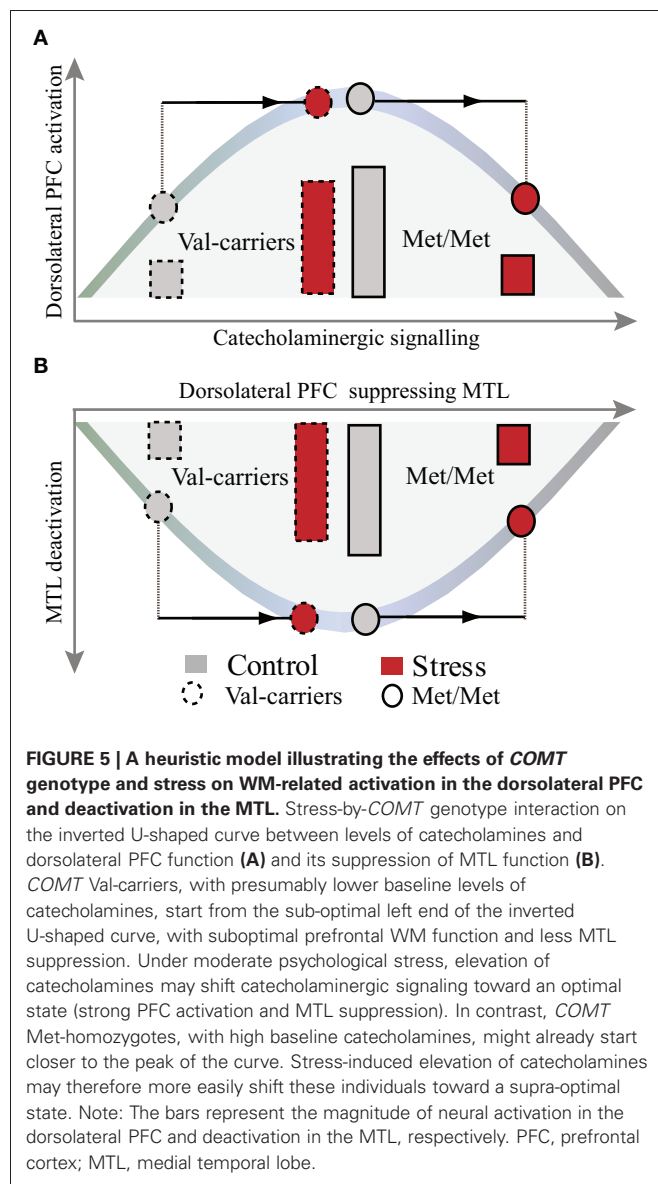 A
Dorsolateral PFC activation
Val-carriers
Met/Met
Catecholaminergic signalling
B
Dorsolateral PFC suppressing MTL
MTL deactivation
Val-carriers
Met/Met
Control
Stress
Val-carriers
Met/Met
FIGURE 5 | A heuristic model illustrating the effects of COMT
genotype and stress on WM-related activation in the dorsolateral PFC
and deactivation in the MTL. Stress-by-COMT genotype interaction on
the inverted U-shaped curve between levels of catecholamines and
dorsolateral PFC function (A) and its suppression of MTL function (B).
COMT Val-carriers, with presumably lower baseline levels of
catecholamines, start from the sub-optimal left end of the inverted
U-shaped curve, with suboptimal prefrontal WM function and less MTL
suppression. Under moderate psychological stress, elevation of
catecholamines may shift catecholaminergic signaling toward an optimal
state (strong PFC activation and MTL suppression). In contrast, COMT
Met-homozygotes, with high baseline catecholamines, might already start
closer to the peak of the curve. Stress-induced elevation of catecholamines
may therefore more easily shift these individuals toward a supra-optimal
state. Note: The bars represent the magnitude of neural activation in the
dorsolateral PFC and deactivation in the MTL, respectively. PFC, prefrontal
cortex; MTL, medial temporal lobe.